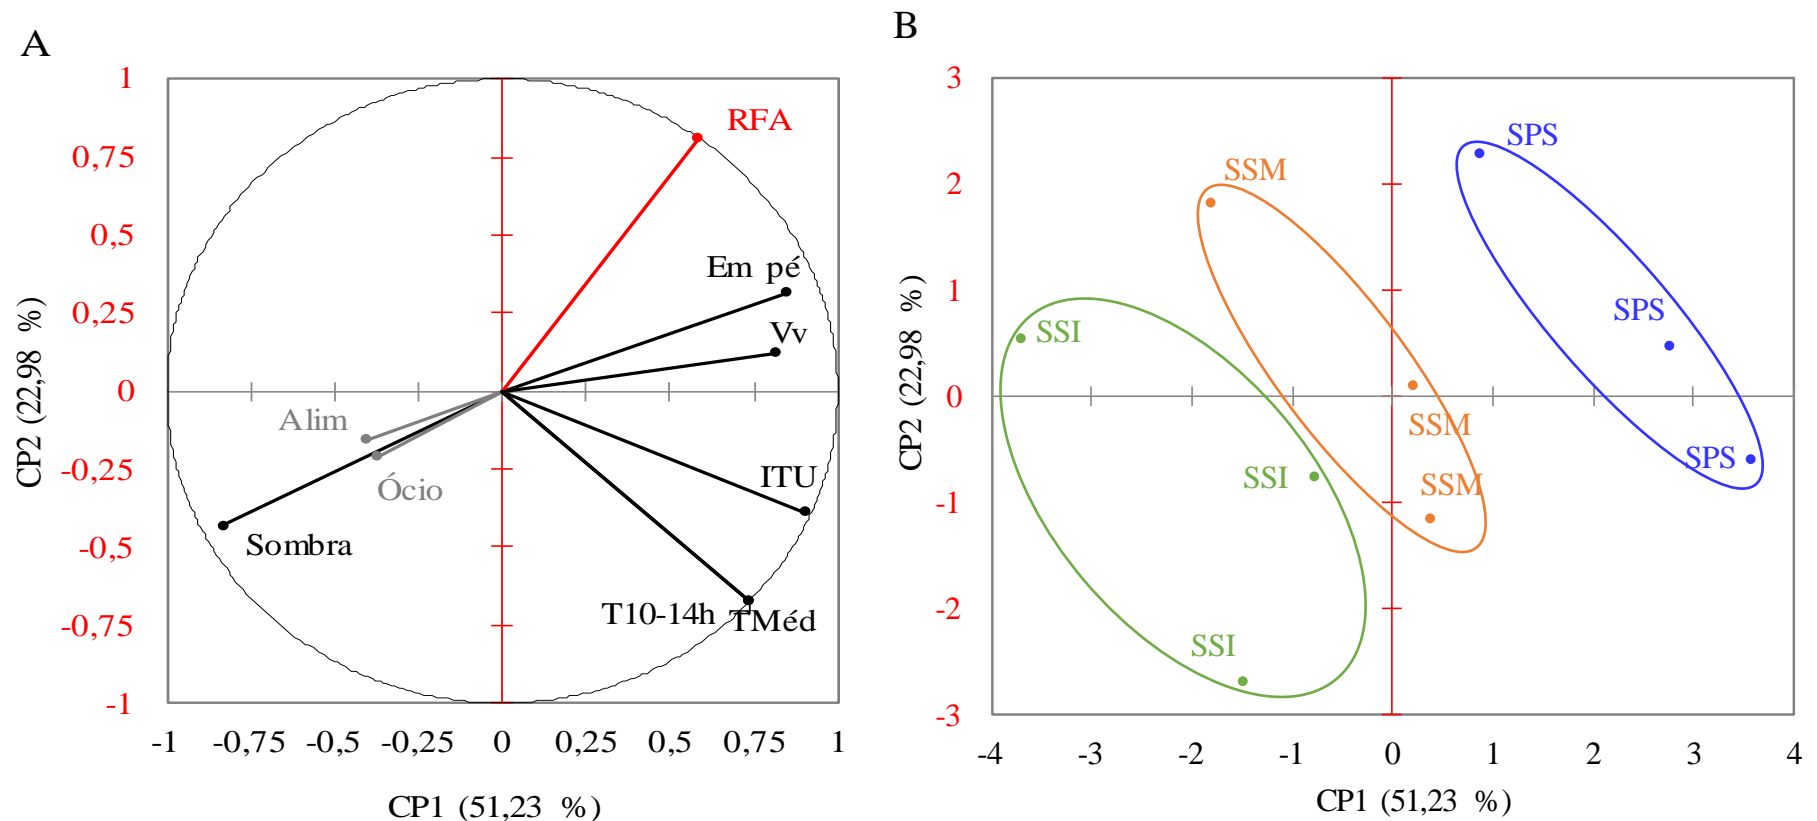 A
1
0,75
0,5
0,25
0
-0,25
-0,5
-0,75
-1
CP2 (22,98 %)
RFA
Em pé
Vv
Alim
Ócio
ITU
Sombra
T10-14h TMéd
-1 -0,75 -0,5 -0,25 0 0,25 0,5 0,75 1
CP1 (51,23 %)
B
3
2
1
0
-1
-2
-3
CP2 (22,98 %)
SPS
SSM
SPS
SSI
SSM
SPS
SSI
SSM
SSI
-4 -3 -2 -1 0 1 2 3 4
CP1 (51,23 %)